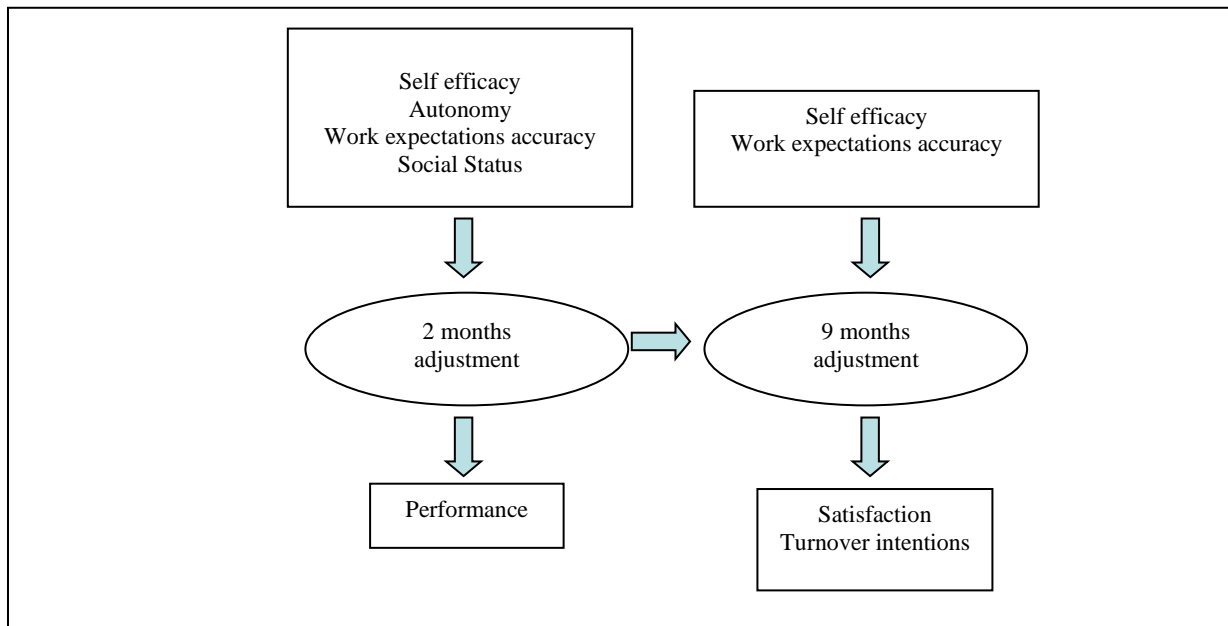 Self efficacy
Autonomy
Work expectations accuracy
Social Status
Self efficacy
Work expectations accuracy
2 months
adjustment
9 months
adjustment
Performance
Satisfaction
Turnover intentions